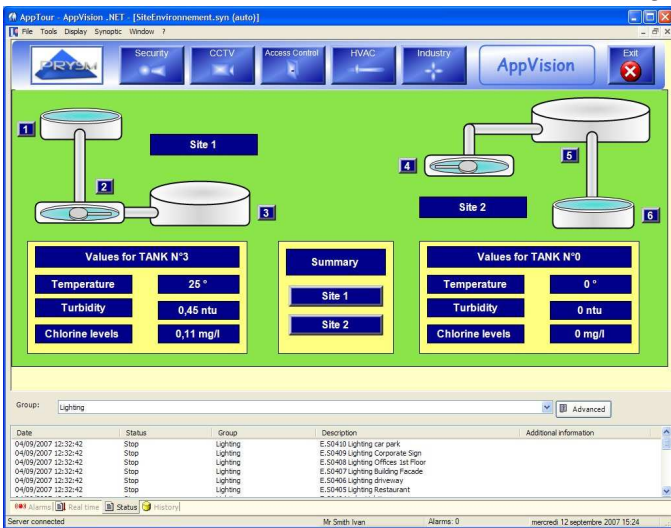 AppTour - AppVision .NET - [SiteEnvironnement.syn (auto)]
File Tools Display Synoptic Window ?
PRYSM
Security
CCTV
Access Control
HVAC
Industry
AppVision
Exit
1
Site 1
2
3
4
5
Site 2
6
Values for TANK N°3
Temperature 25 °
Turbidity 0,45 ntu
Chlorine levels 0,11 mg/l
Summary
Site 1
Site 2
Values for TANK N°0
Temperature 0 °
Turbidity 0 ntu
Chlorine levels 0 mg/l
Group: Lighting Advanced
Date Status Group Description Additional information
04/09/2007 12:32:42 Stop Lighting E.S0410 Lighting car park
04/09/2007 12:32:42 Stop Lighting E.S0409 Lighting Corporate Sign
04/09/2007 12:32:42 Stop Lighting E.S0408 Lighting Offices 1st Floor
04/09/2007 12:32:42 Stop Lighting E.S0407 Lighting Building Facade
04/09/2007 12:32:42 Stop Lighting E.S0406 Lighting driveway
04/09/2007 12:32:42 Stop Lighting E.S0405 Lighting Restaurant
Alarms Real time Status History
Server connected Mr Smith Ivan Alarms: 0 mercredi 12 septembre 2007 15:24